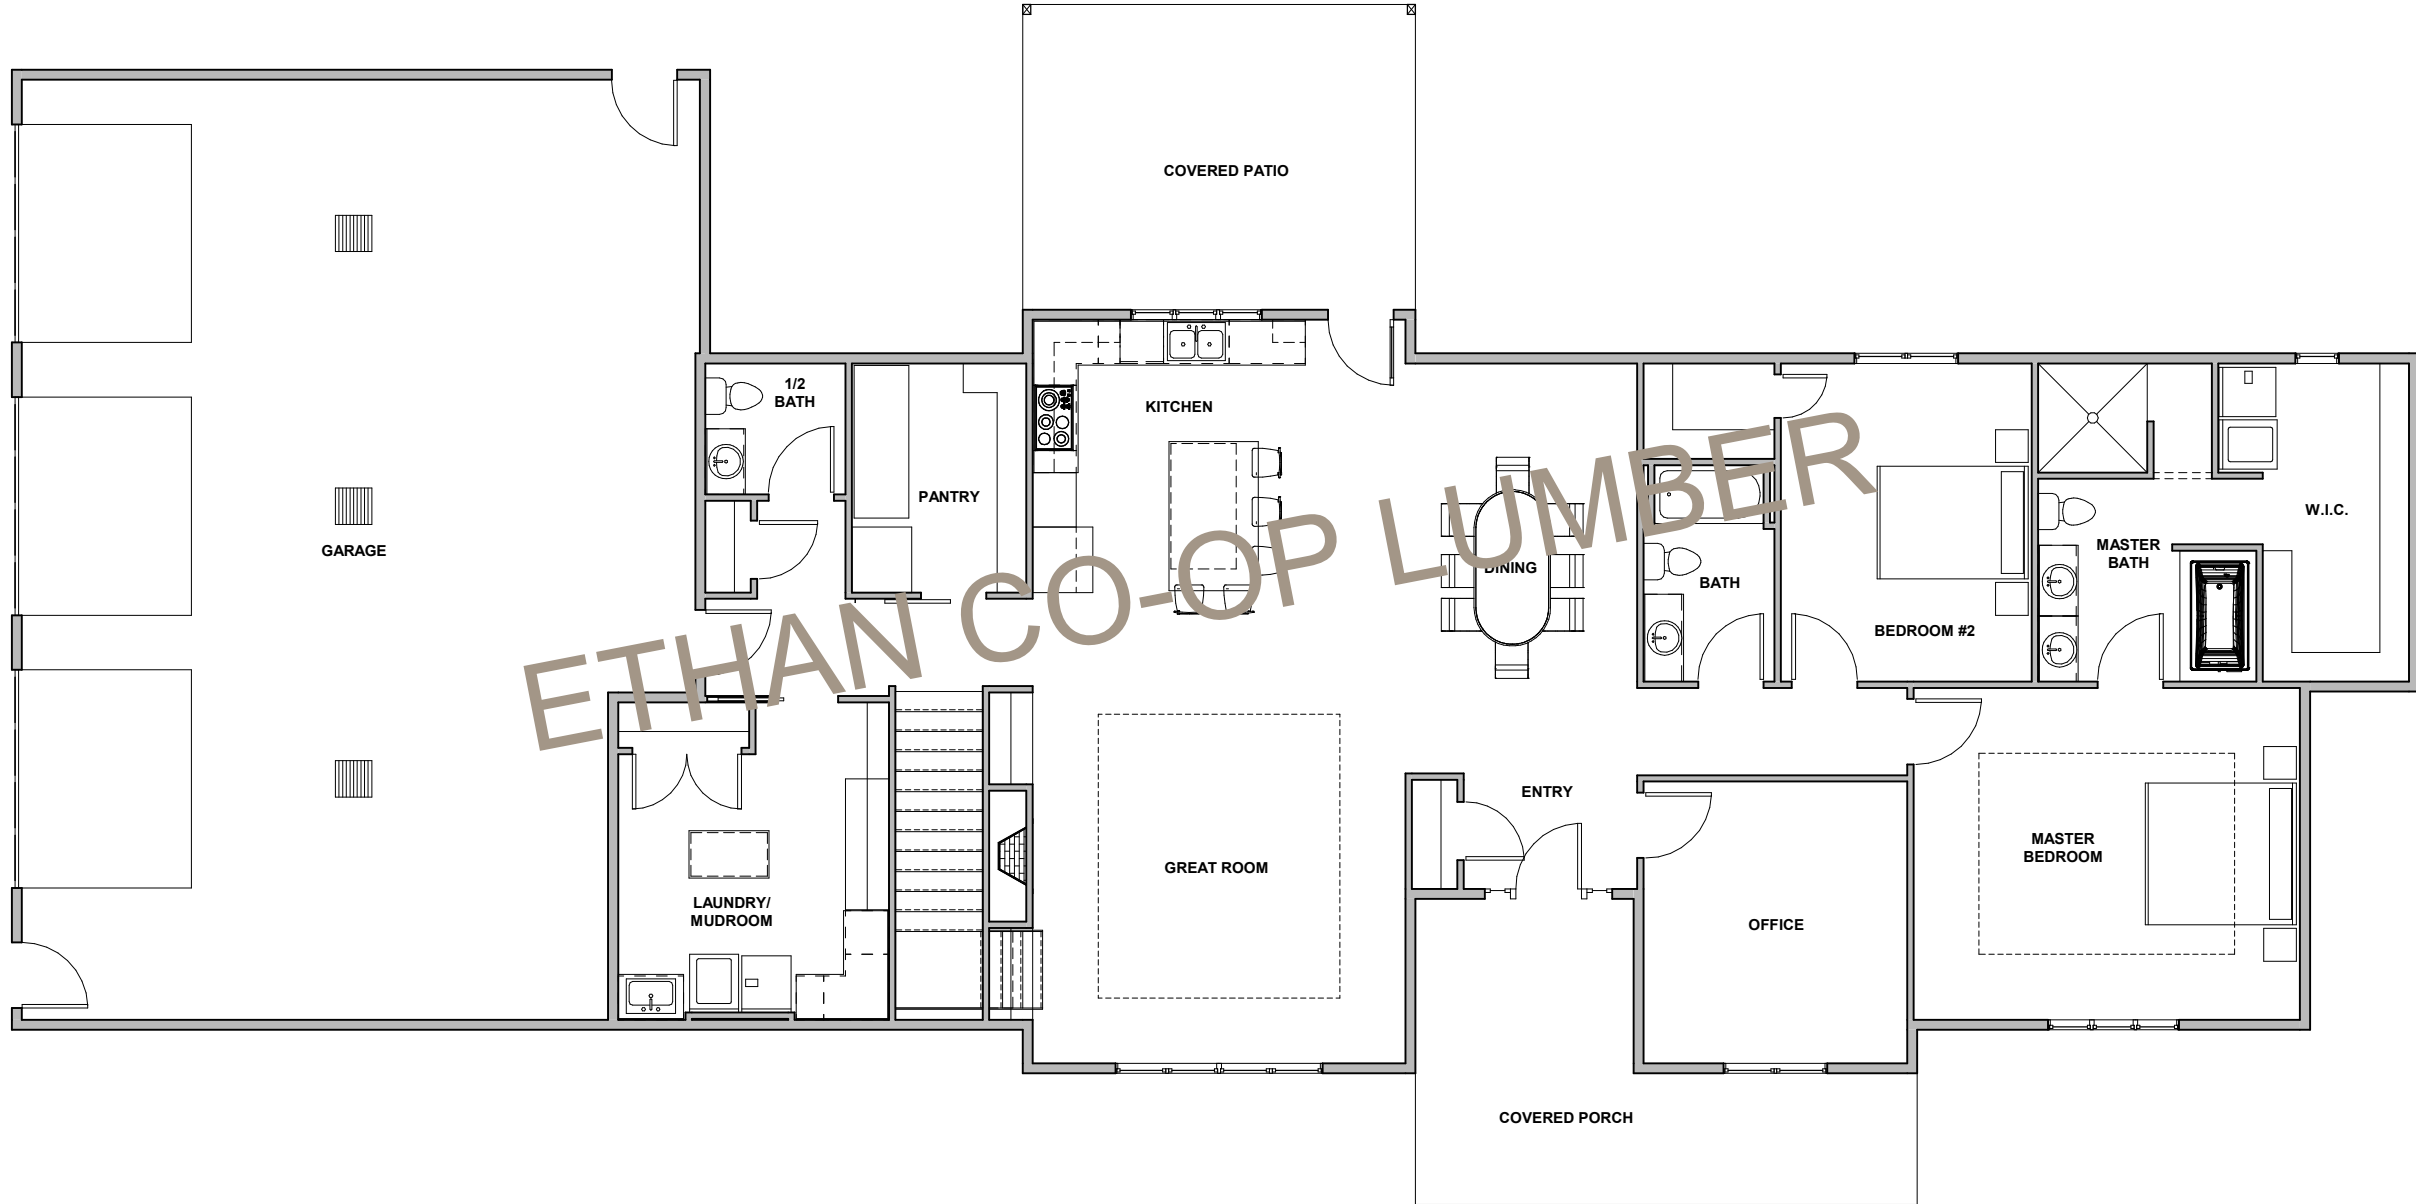 COVERED PATIO
1/2
BATH
KITCHEN
PANTRY
GARAGE
DINING
BATH
BEDROOM #2
MASTER
BATH
W.I.C.
ETHAN CO-OP LUMBER
ENTRY
GREAT ROOM
LAUNDRY/
MUDROOM
OFFICE
MASTER
BEDROOM
COVERED PORCH